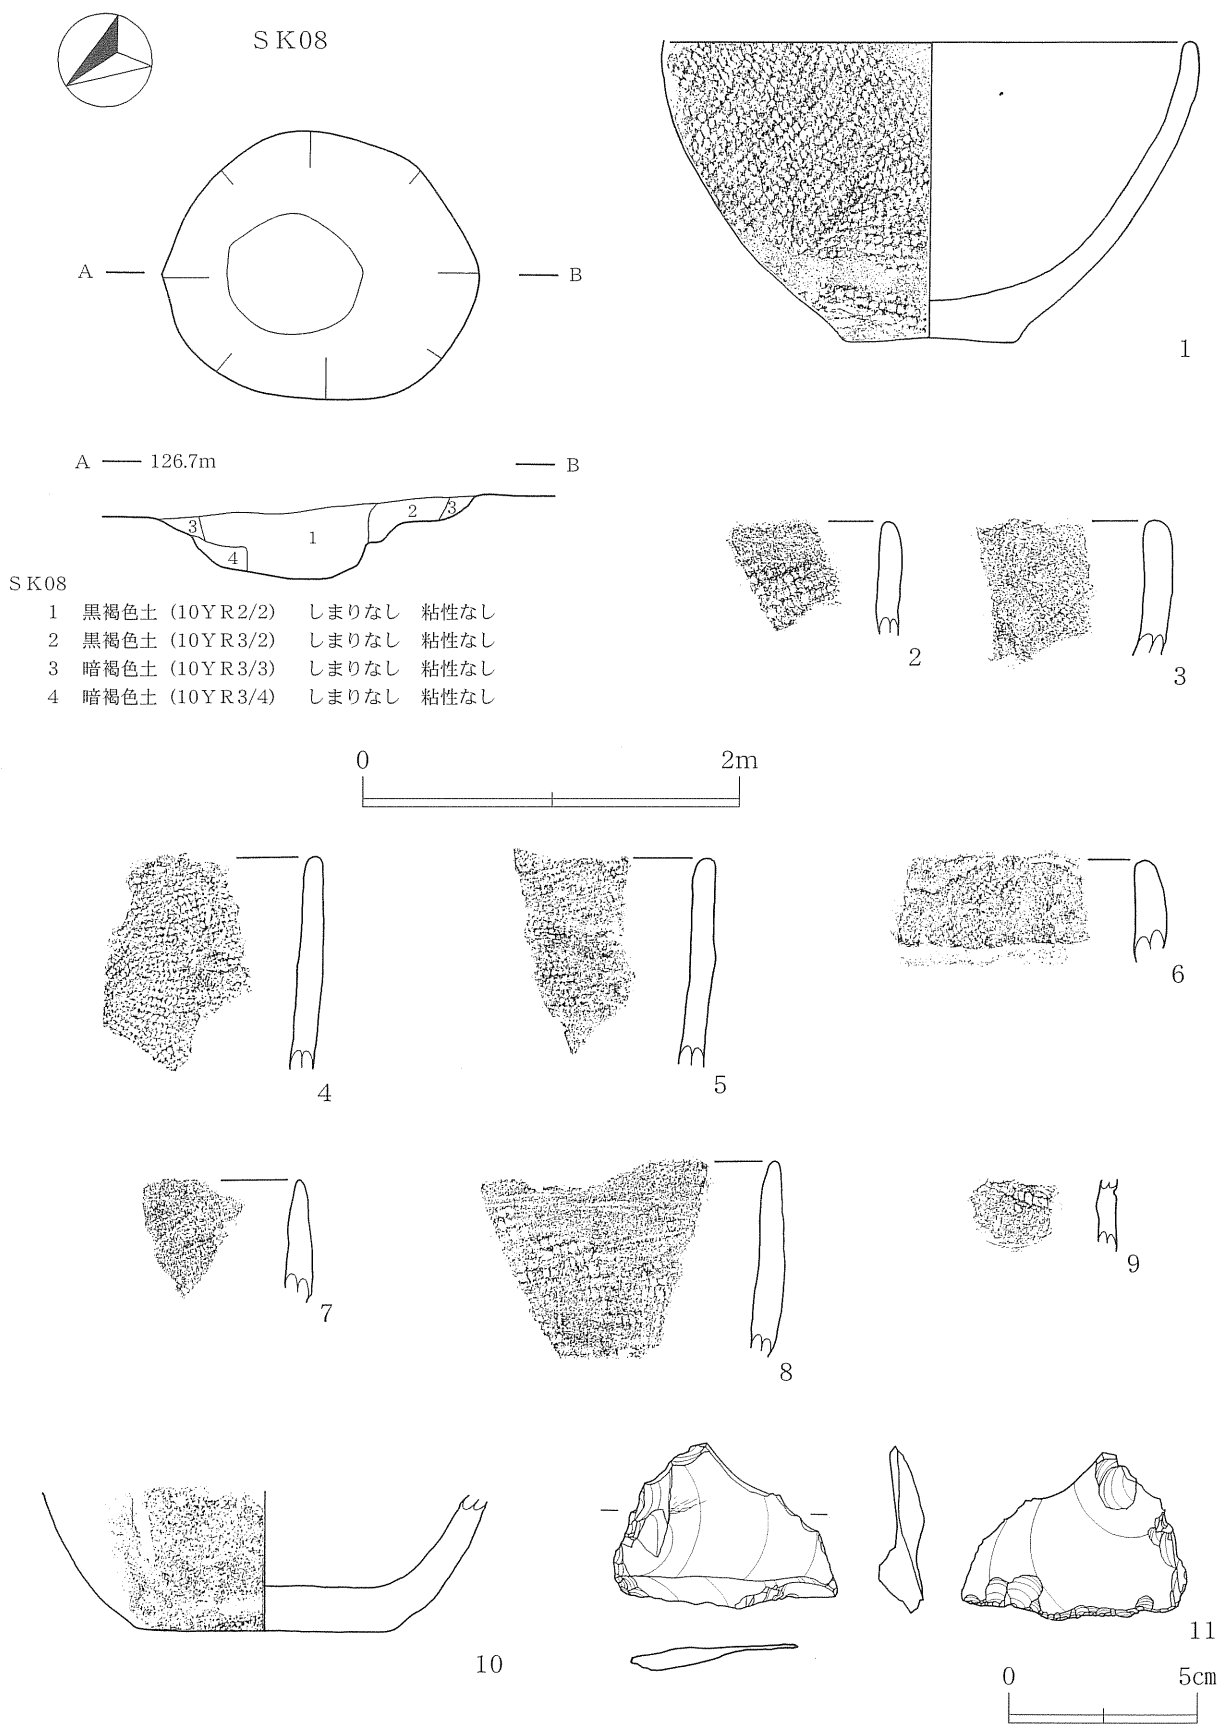 ＳＫ08
A B
1
A 126.7m B
3 1 2 3
4
ＳＫ08
1 黒褐色土（10ＹＲ2/2） しまりなし 粘性なし
2 黒褐色土（10ＹＲ3/2） しまりなし 粘性なし
3 暗褐色土（10ＹＲ3/3） しまりなし 粘性なし
4 暗褐色土（10ＹＲ3/4） しまりなし 粘性なし
2
3
0 2m
4
5
6
7
8
9
10
11
0 5cm